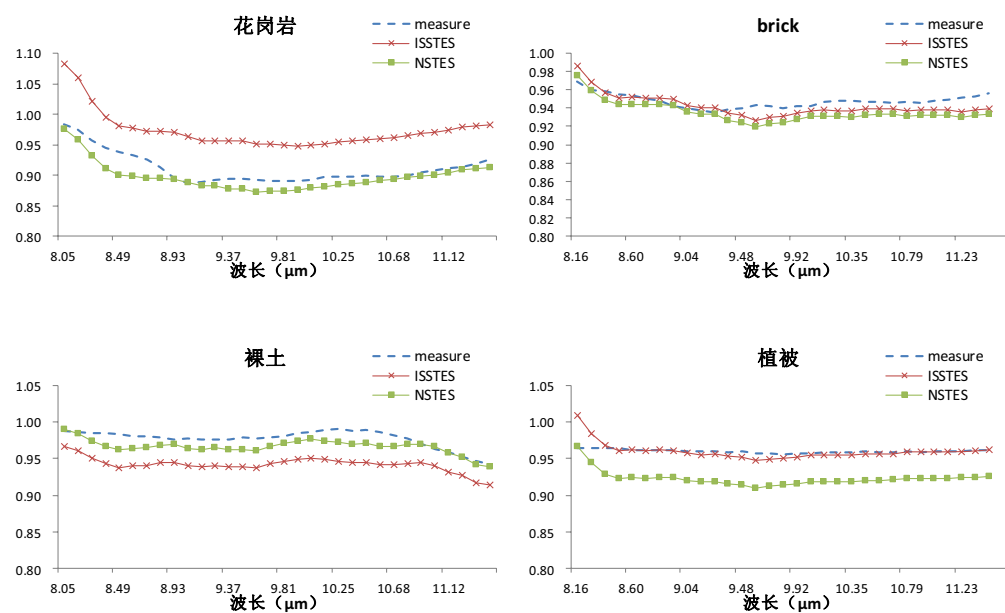 花岗岩
measure
ISSTES
NSTES
1.10
1.05
1.00
0.95
0.90
0.85
0.80
8.05 8.49 8.93 9.37 9.81 10.25 10.68 11.12
波长（μm）
brick
measure
ISSTES
NSTES
1.00
0.98
0.96
0.94
0.92
0.90
0.88
0.86
0.84
0.82
0.80
8.16 8.60 9.04 9.48 9.92 10.35 10.79 11.23
波长（μm）
裸土
measure
ISSTES
NSTES
1.05
1.00
0.95
0.90
0.85
0.80
8.05 8.49 8.93 9.37 9.81 10.25 10.68 11.12
波长（μm）
植被
measure
ISSTES
NSTES
1.05
1.00
0.95
0.90
0.85
0.80
8.16 8.60 9.04 9.48 9.92 10.35 10.79 11.23
波长（μm）